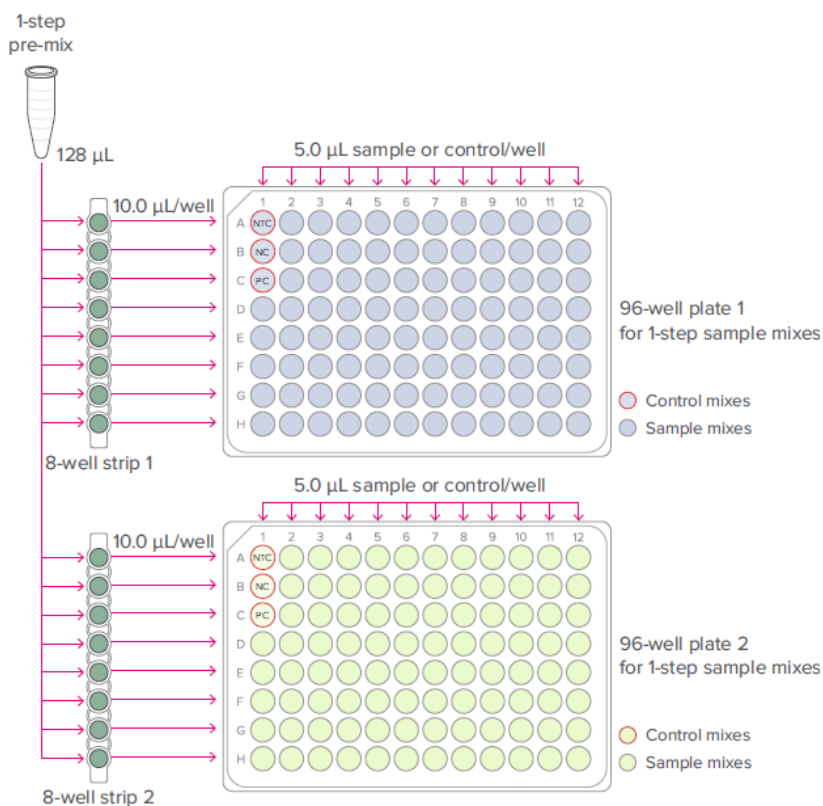 1-step
pre-mix
128 µL
5.0 µL sample or control/well
10.0 µL/well
1 2 3 4 5 6 7 8 9 10 11 12
A NTC
B NC
C PC
D
E
F
G
H
96-well plate 1
for 1-step sample mixes
Control mixes
Sample mixes
8-well strip 1
5.0 µL sample or control/well
10.0 µL/well
1 2 3 4 5 6 7 8 9 10 11 12
A NTC
B NC
C PC
D
E
F
G
H
96-well plate 2
for 1-step sample mixes
Control mixes
Sample mixes
8-well strip 2